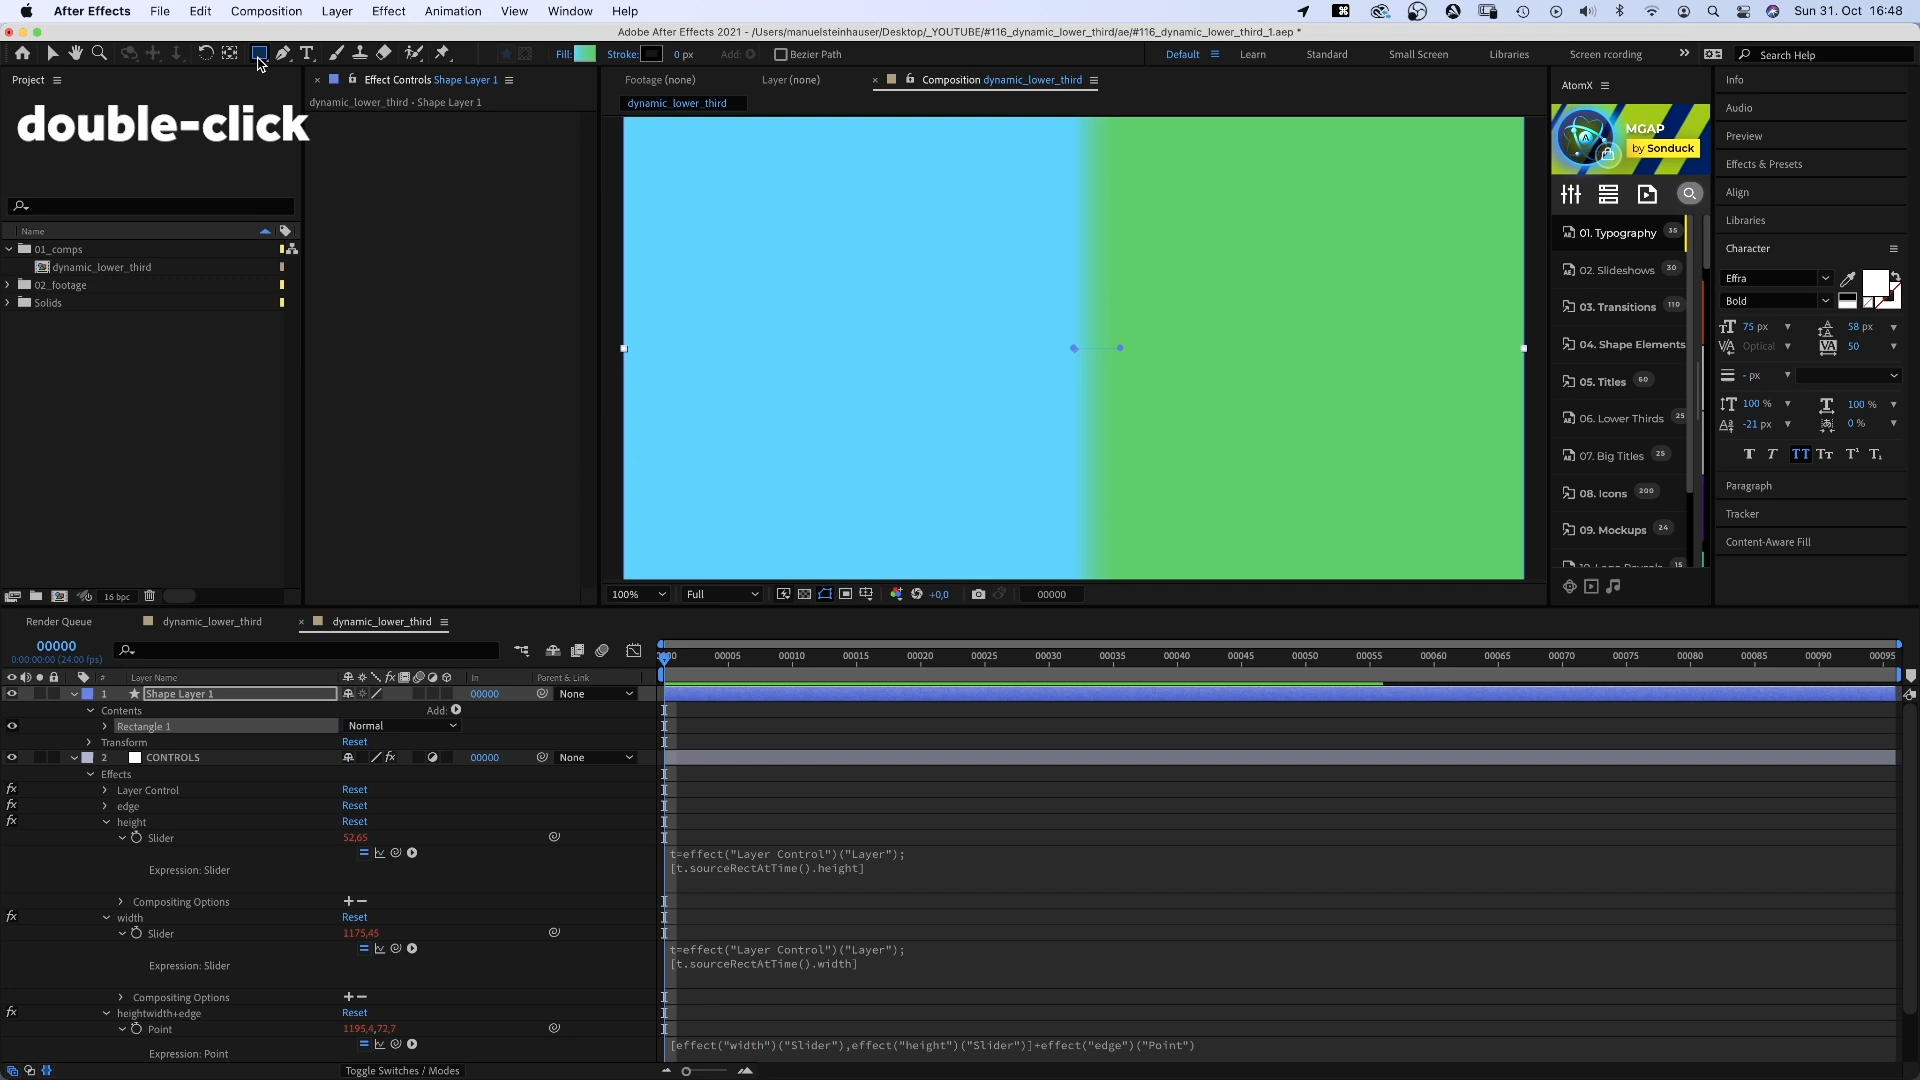 After Effects File Edit Composition Layer Effect Animation View Window Help Sun 31. Oct 16:48
Adobe After Effects 2021 - /Users/manuelsteinhauser/Desktop/_YOUTUBE/#116_dynamic_lower_third/ae/#116_dynamic_lower_third_1.aep *
Fill: Stroke: 0 px Add: Bezier Path Default Learn Standard Small Screen Libraries Screen recording Search Help
Project Effect Controls Shape Layer 1 Footage (none) Layer (none) Composition dynamic_lower_third AtomX Info
dynamic_lower_third • Shape Layer 1 dynamic_lower_third Audio
double-click
MGAP
by Sonduck
Preview
Effects & Presets
Align
Libraries
Name
01_comps
dynamic_lower_third
02_footage
Solids
01. Typography 35
02. Slideshows 30
03. Transitions 110
04. Shape Elements
05. Titles 60
06. Lower Thirds 25
07. Big Titles 25
08. Icons 200
09. Mockups 24
Character
Effra
Bold
75 px 58 px
Optical 50
- px
100 % 100 %
-21 px 0 %
Paragraph
Tracker
Content-Aware Fill
16 bpc 100% Full +0,0 00000
Render Queue dynamic_lower_third dynamic_lower_third
00000
0:00:00:00 (24.00 fps)
00005 00010 00015 00020 00025 00030 00035 00040 00045 00050 00055 00060 00065 00070 00075 00080 00085 00090 00095
# Layer Name In Parent & Link
1 Shape Layer 1 00000 None
Contents Add:
Rectangle 1 Normal
Transform Reset
2 CONTROLS 00000 None
Effects
Layer Control Reset
edge Reset
height Reset
Slider 52,65
t=effect("Layer Control")("Layer");
[t.sourceRectAtTime().height]
Expression: Slider
Compositing Options
width Reset
Slider 1175,45
t=effect("Layer Control")("Layer");
[t.sourceRectAtTime().width]
Expression: Slider
Compositing Options
heightwidth+edge Reset
Point 1195,4,72,7
[effect("width")("Slider"),effect("height")("Slider")]+effect("edge")("Point")
Expression: Point
Toggle Switches / Modes